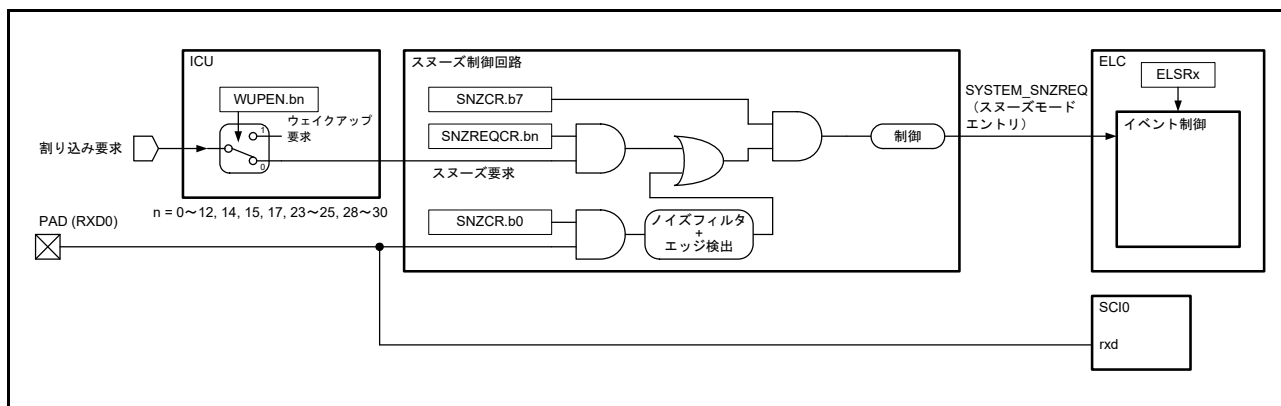 ICU
WUPEN.bn
ウェイクアップ
要求
1
0
割り込み要求
n = 0～12, 14, 15, 17, 23～25, 28～30
PAD (RXD0)
スヌーズ制御回路
SNZCR.b7
SNZREQCR.bn
スヌーズ要求
SNZCR.b0
ノイズフィルタ
+
エッジ検出
制御
SYSTEM_SNZREQ
（スヌーズモード
エントリ）
ELC
ELSRx
イベント制御
SCI0
rxd